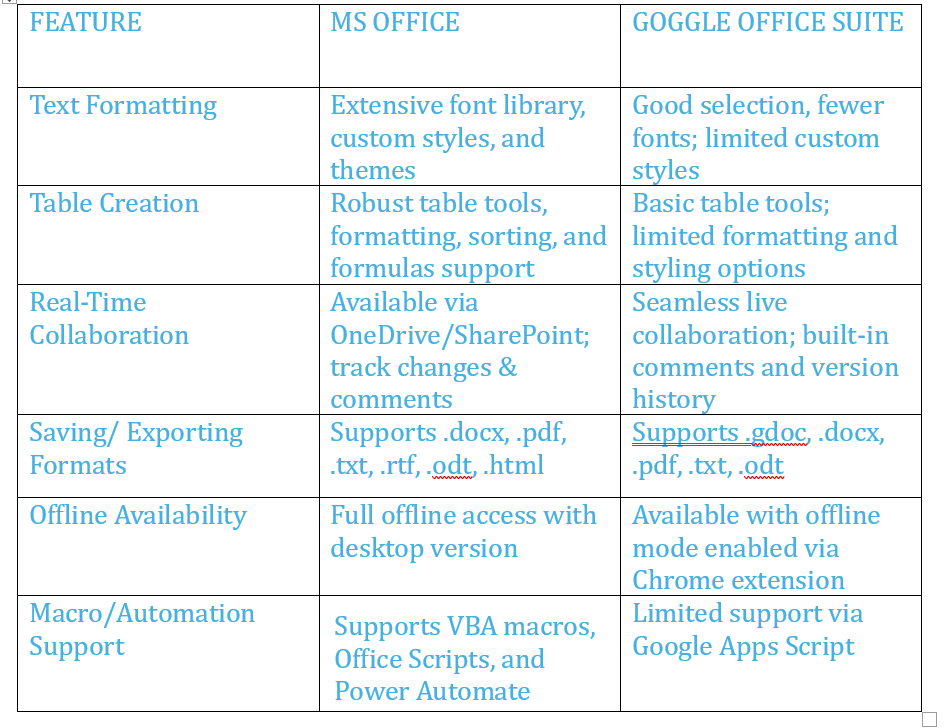 FEATURE
MS OFFICE
GOGGLE OFFICE SUITE
Text Formatting
Extensive font library,
custom styles, and
themes
Good selection, fewer
fonts; limited custom
styles
Table Creation
Robust table tools,
formatting, sorting, and
formulas support
Basic table tools;
limited formatting and
styling options
Real-Time
Collaboration
Available via
OneDrive/SharePoint;
track changes &
comments
Seamless live
collaboration; built-in
comments and version
history
Saving/ Exporting
Formats
Supports .docx, .pdf,
.txt, .rtf, .odt, .html
Supports .gdoc, .docx,
.pdf, .txt, .odt
Offline Availability
Full offline access with
desktop version
Available with offline
mode enabled via
Chrome extension
Macro/Automation
Support
Supports VBA macros,
Office Scripts, and
Power Automate
Limited support via
Google Apps Script